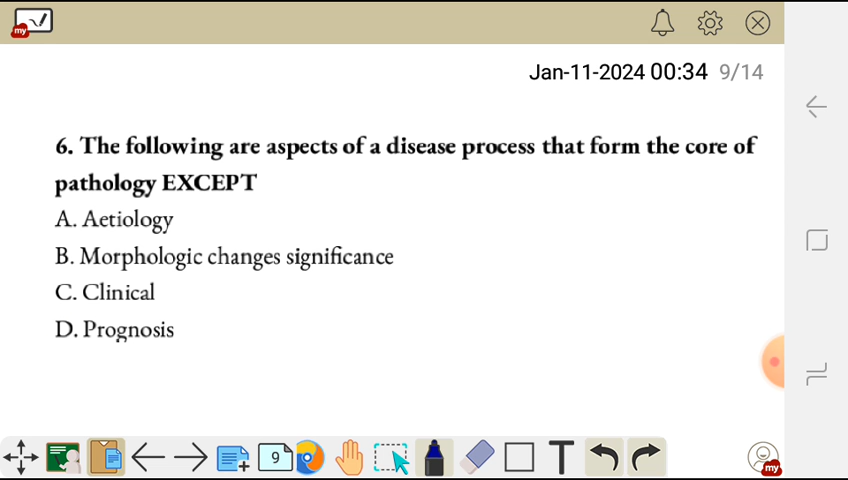 my
Jan-11-2024 00:34 9/14
6. The following are aspects of a disease process that form the core of
pathology EXCEPT
A. Aetiology
B. Morphologic changes significance
C. Clinical
D. Prognosis
9
T
my